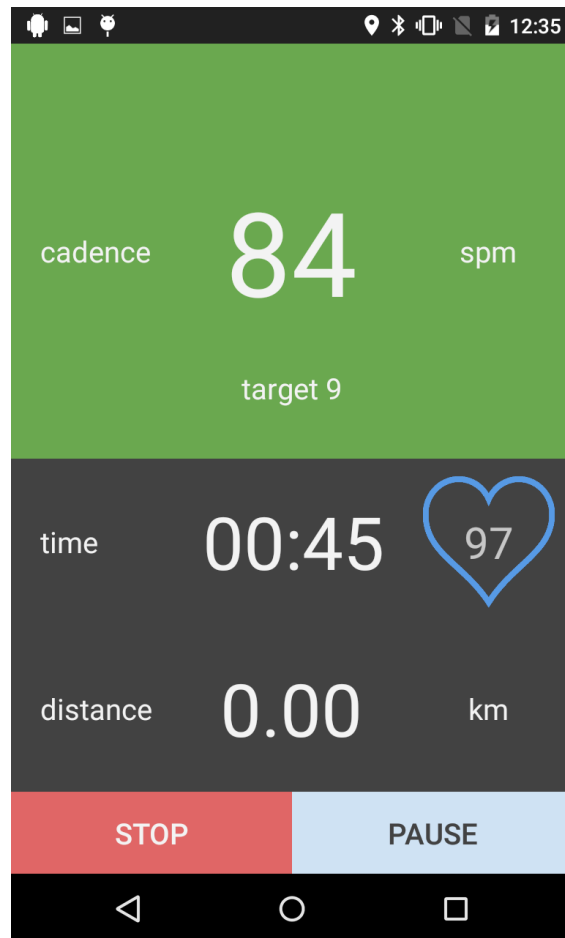 12:35
cadence 84 spm
target 9
time 00:45 97
distance 0.00 km
STOP PAUSE